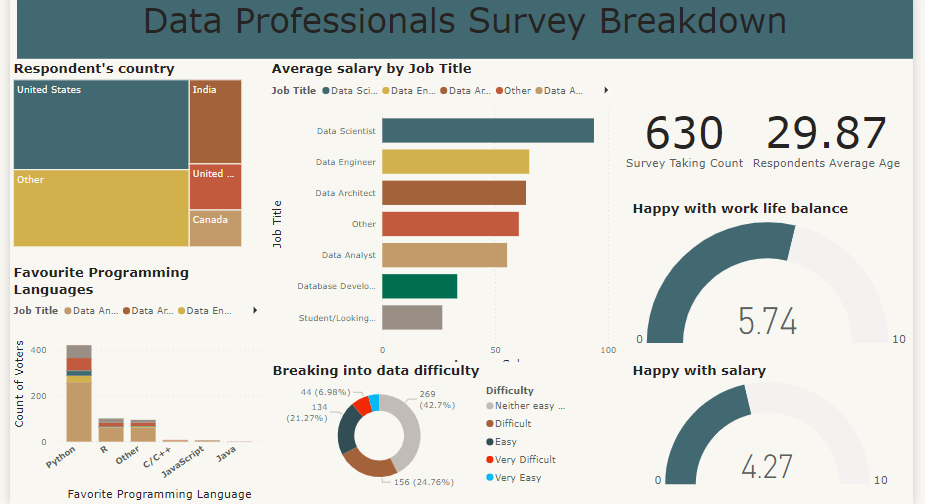 Data Professionals Survey Breakdown
Respondent's country
United States
India
Other
United ...
Canada
Average salary by Job Title
Job Title Data Sci... Data En... Data Ar... Other Data A...
Job Title
Data Scientist
Data Engineer
Data Architect
Other
Data Analyst
Database Develo...
Student/Looking...
0 50 100
630
Survey Taking Count
29.87
Respondents Average Age
Happy with work life balance
5.74
0 10
Favourite Programming
Languages
Job Title Data An... Data Ar... Data En...
Count of Voters
400
200
0
Python R Other C/C++ JavaScript Java
Favorite Programming Language
Breaking into data difficulty
44 (6.98%)
269
(42.7%)
134
(21.27%)
156 (24.76%)
Difficulty
Neither easy ...
Difficult
Easy
Very Difficult
Very Easy
Happy with salary
4.27
0 10